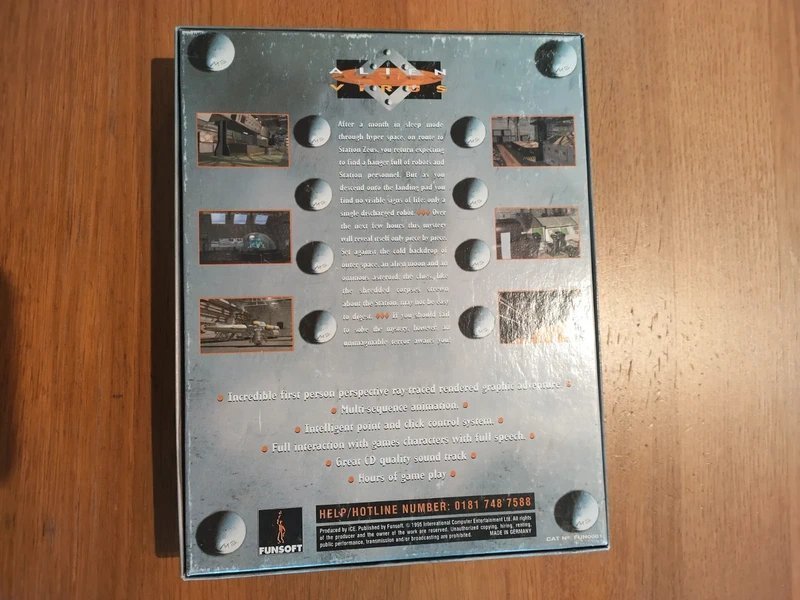 ALIEN
VIRUS
After a month in sleep mode
through hyper space, on route to
Station Zeus, you return expecting
to find a hanger full of robots and
Station personnel. But as you
descend onto the landing pad you
find no visible signs of life; only a
single discharged robot. ♦♦♦ Over
the next few hours this mystery
will reveal itself only piece by piece.
Set against the cold backdrop of
outer space, an alien moon and an
ominous asteroid; the clues, like
the shredded corpses strewn
about the Station, may not be easy
to digest. ♦♦♦ If you should fail
to solve the mystery, however, an
unimaginable terror awaits you!
• Incredible first person perspective ray-traced rendered graphic adventure. •
• Multi-sequence animation. •
• Intelligent point and click control system. •
• Full interaction with games characters with full speech. •
• Great CD quality sound track •
• Hours of game play •
HELP/HOTLINE NUMBER: 0181 748 7588
Produced by ICE. Published by Funsoft. © 1995 International Computer Entertainment Ltd. All rights
of the producer and the owner of the work are reserved. Unauthorized copying, hiring, renting,
public performance, transmission and/or broadcasting are prohibited. MADE IN GERMANY
FUNSOFT
CAT Nº